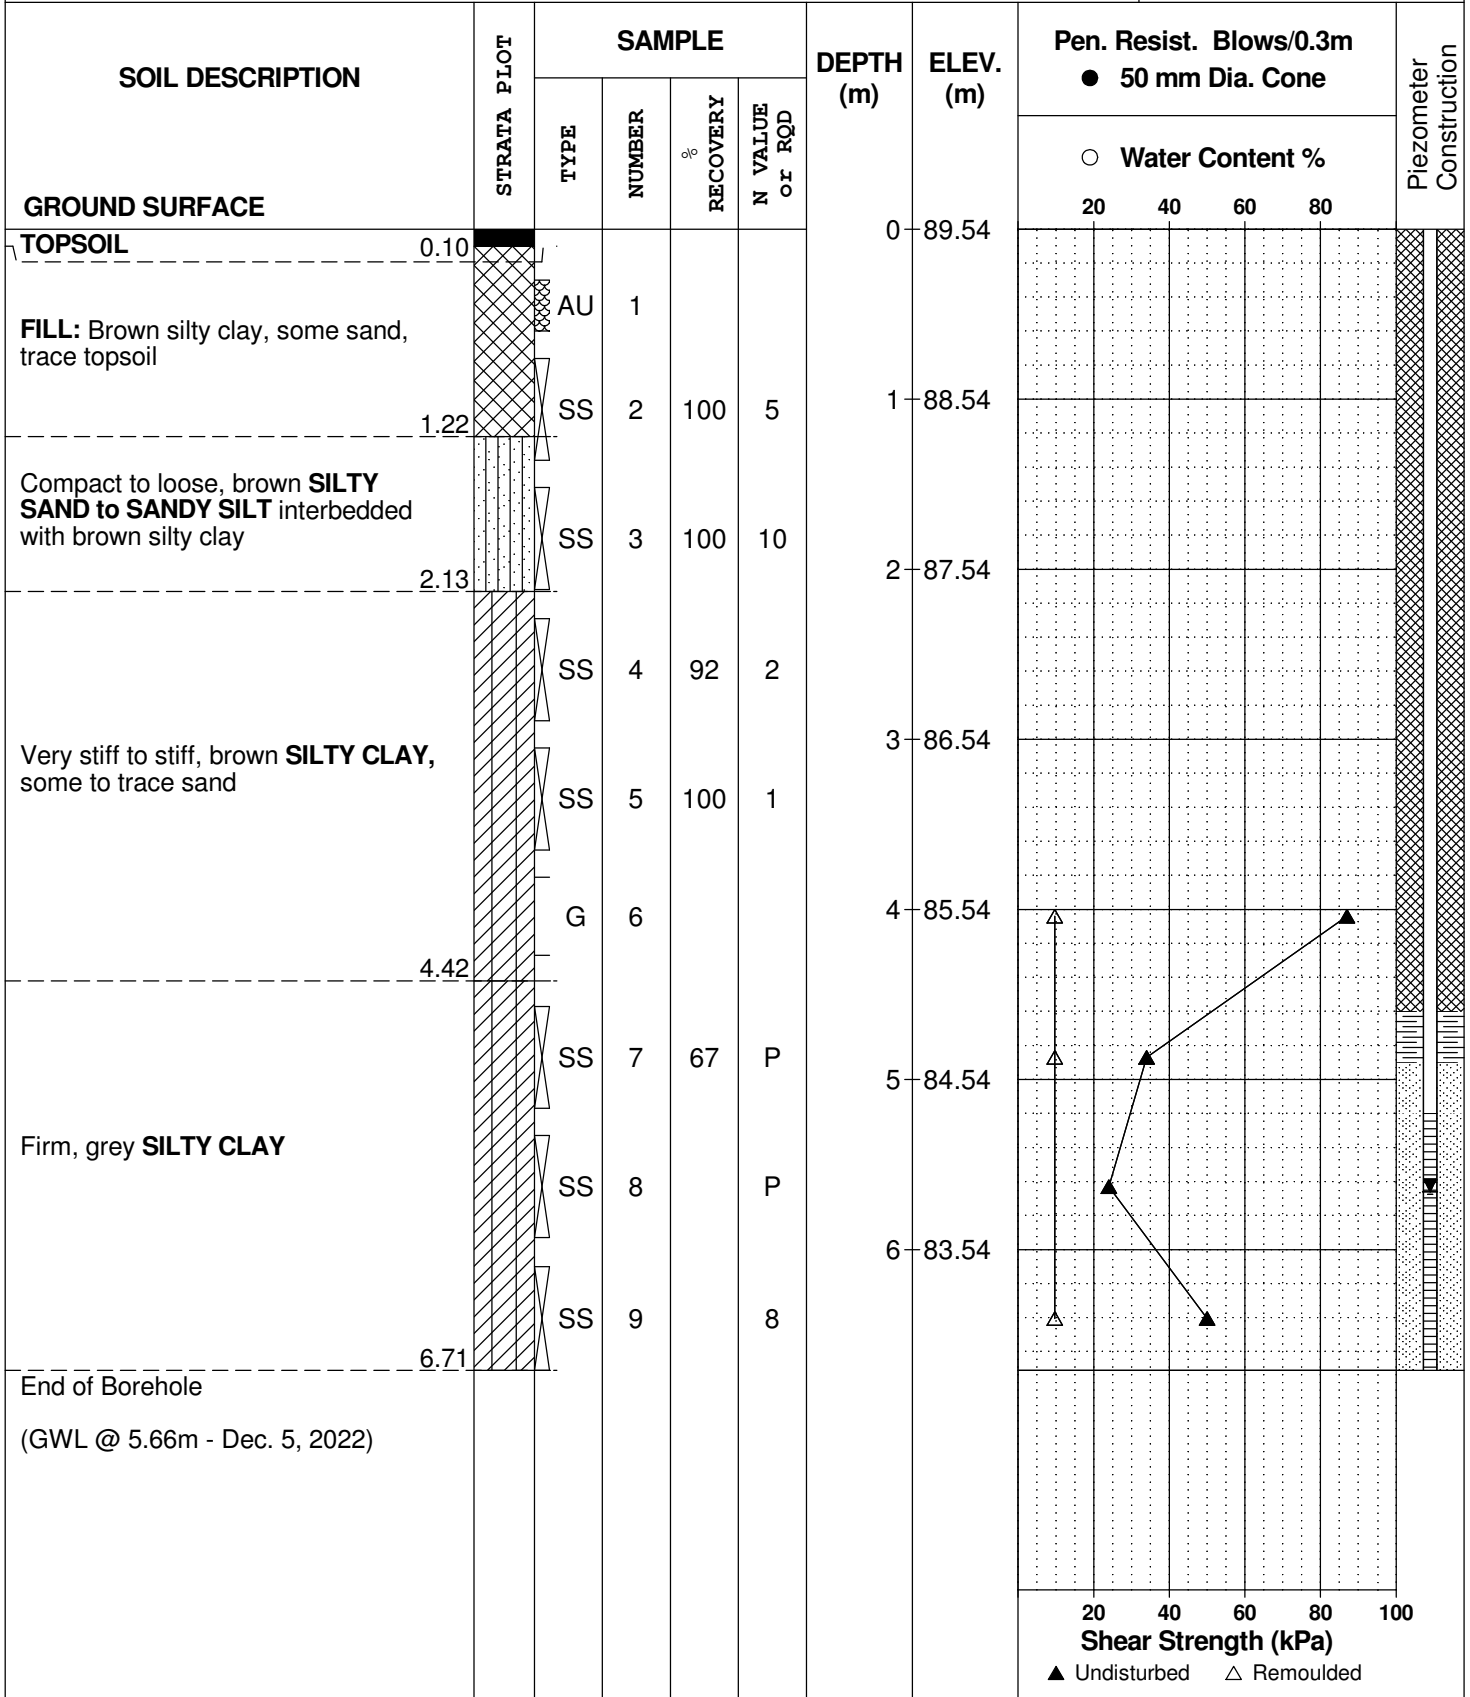 SOIL DESCRIPTION
GROUND SURFACE
STRATA PLOT
SAMPLE
TYPE
NUMBER
% RECOVERY
N VALUE or RQD
DEPTH (m)
ELEV. (m)
Pen. Resist. Blows/0.3m
● 50 mm Dia. Cone
○ Water Content %
20 40 60 80
Piezometer Construction
TOPSOIL 0.10
0 89.54
FILL: Brown silty clay, some sand,
trace topsoil
1.22
AU 1
SS 2 100 5
1 88.54
Compact to loose, brown SILTY
SAND to SANDY SILT interbedded
with brown silty clay
2.13
SS 3 100 10
2 87.54
SS 4 92 2
Very stiff to stiff, brown SILTY CLAY,
some to trace sand
3 86.54
SS 5 100 1
G 6
4 85.54
4.42
SS 7 67 P
5 84.54
Firm, grey SILTY CLAY
SS 8 P
6 83.54
SS 9 8
6.71
End of Borehole
(GWL @ 5.66m - Dec. 5, 2022)
20 40 60 80 100
Shear Strength (kPa)
▲ Undisturbed △ Remoulded